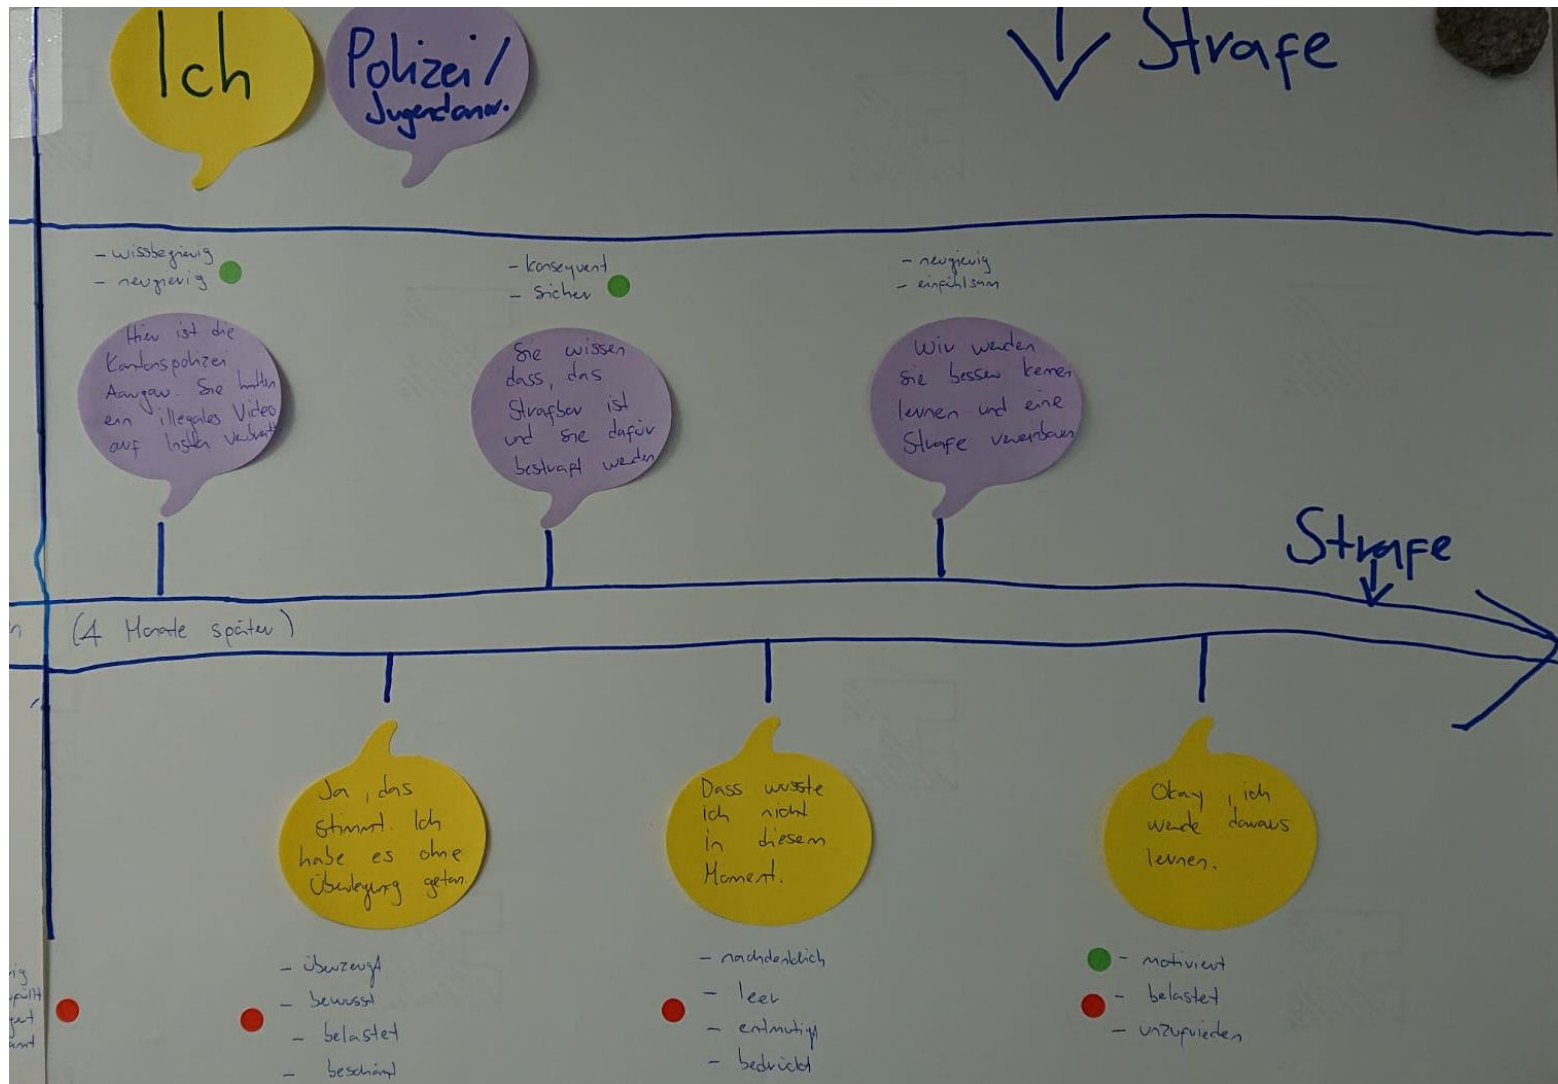 Ich
Polizei/
Jugendanw.
Strafe
- wissbegierig
- neugierig
- konsequent
- sicher
- neugierig
- einfühlsam
Hier ist die
Kantonspolizei
Aargau. Sie hatten
ein illegales Video
auf Insta verbreitet
Sie wissen
dass, das
Strafbar ist
und sie dafür
bestraft werden
Wir werden
sie besser kennen
lernen und eine
Strafe vereinbaren
Strafe
(4 Monate später)
Ja, das
stimmt. Ich
habe es ohne
Überlegung getan.
Dass wusste
ich nicht
in diesem
Moment.
Okay, ich
werde daraus
lernen.
- überzeugt
- bewusst
- belastet
- beschämt
- nachdenklich
- leer
- entmutigt
- bedrückt
- motiviert
- belastet
- unzufrieden